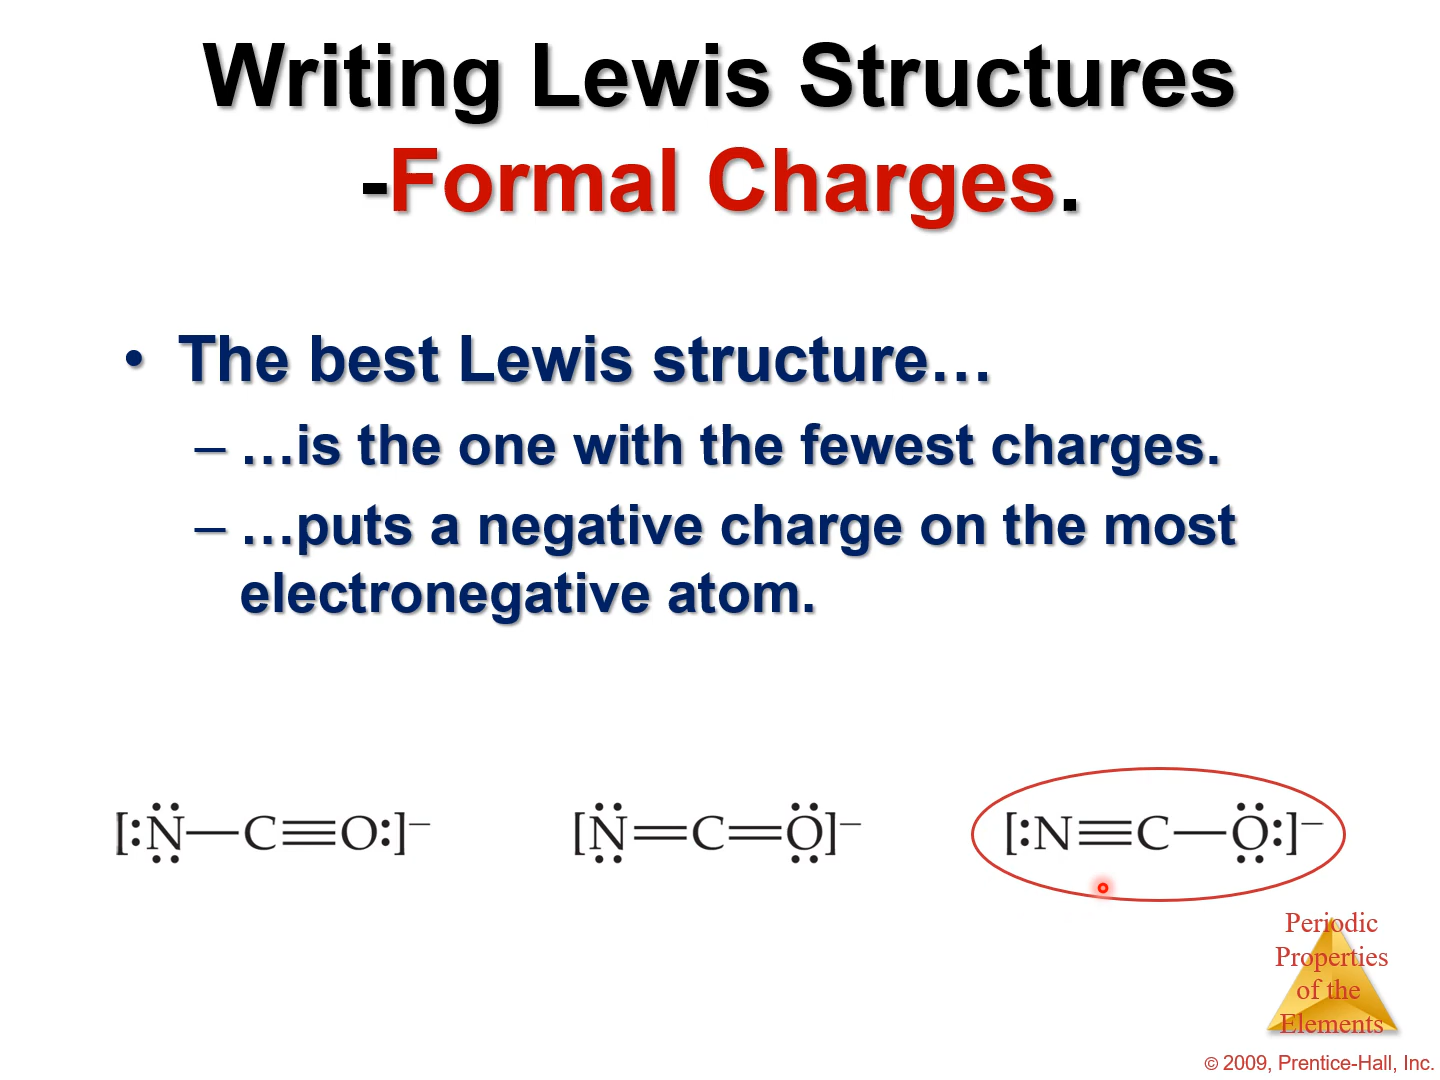 Writing Lewis Structures
-Formal Charges.
• The best Lewis structure…
– …is the one with the fewest charges.
– …puts a negative charge on the most
electronegative atom.
[:N̤̈—C≡O:]⁻ [N̤̈=C=Ö̤]⁻ [:N≡C—Ö̤:]⁻
Periodic
Properties
of the
Elements
© 2009, Prentice-Hall, Inc.